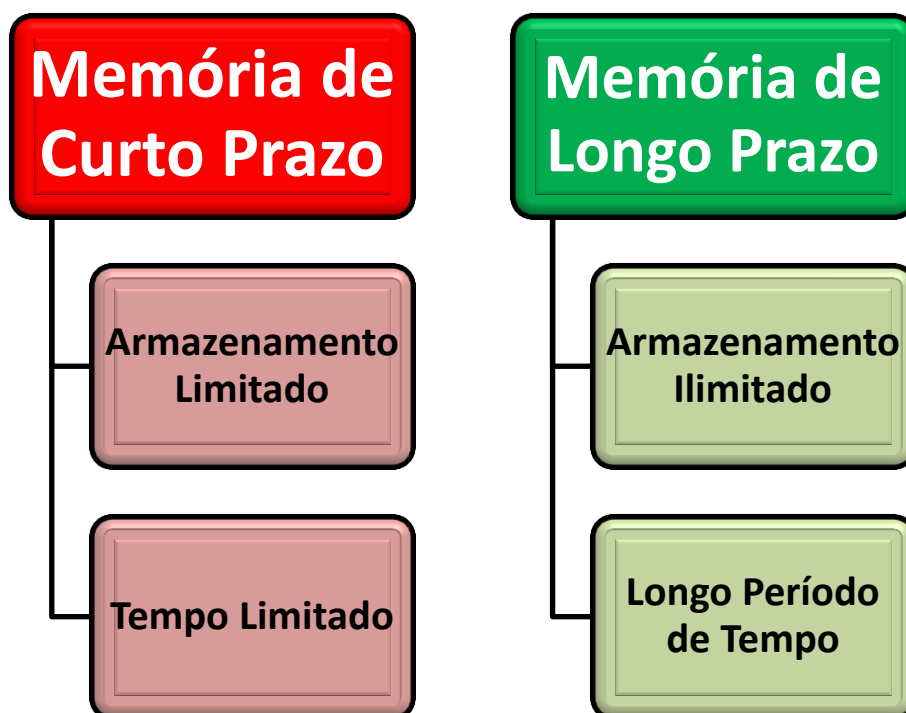 Memória de
Curto Prazo
Armazenamento
Limitado
Tempo Limitado
Memória de
Longo Prazo
Armazenamento
Ilimitado
Longo Período
de Tempo